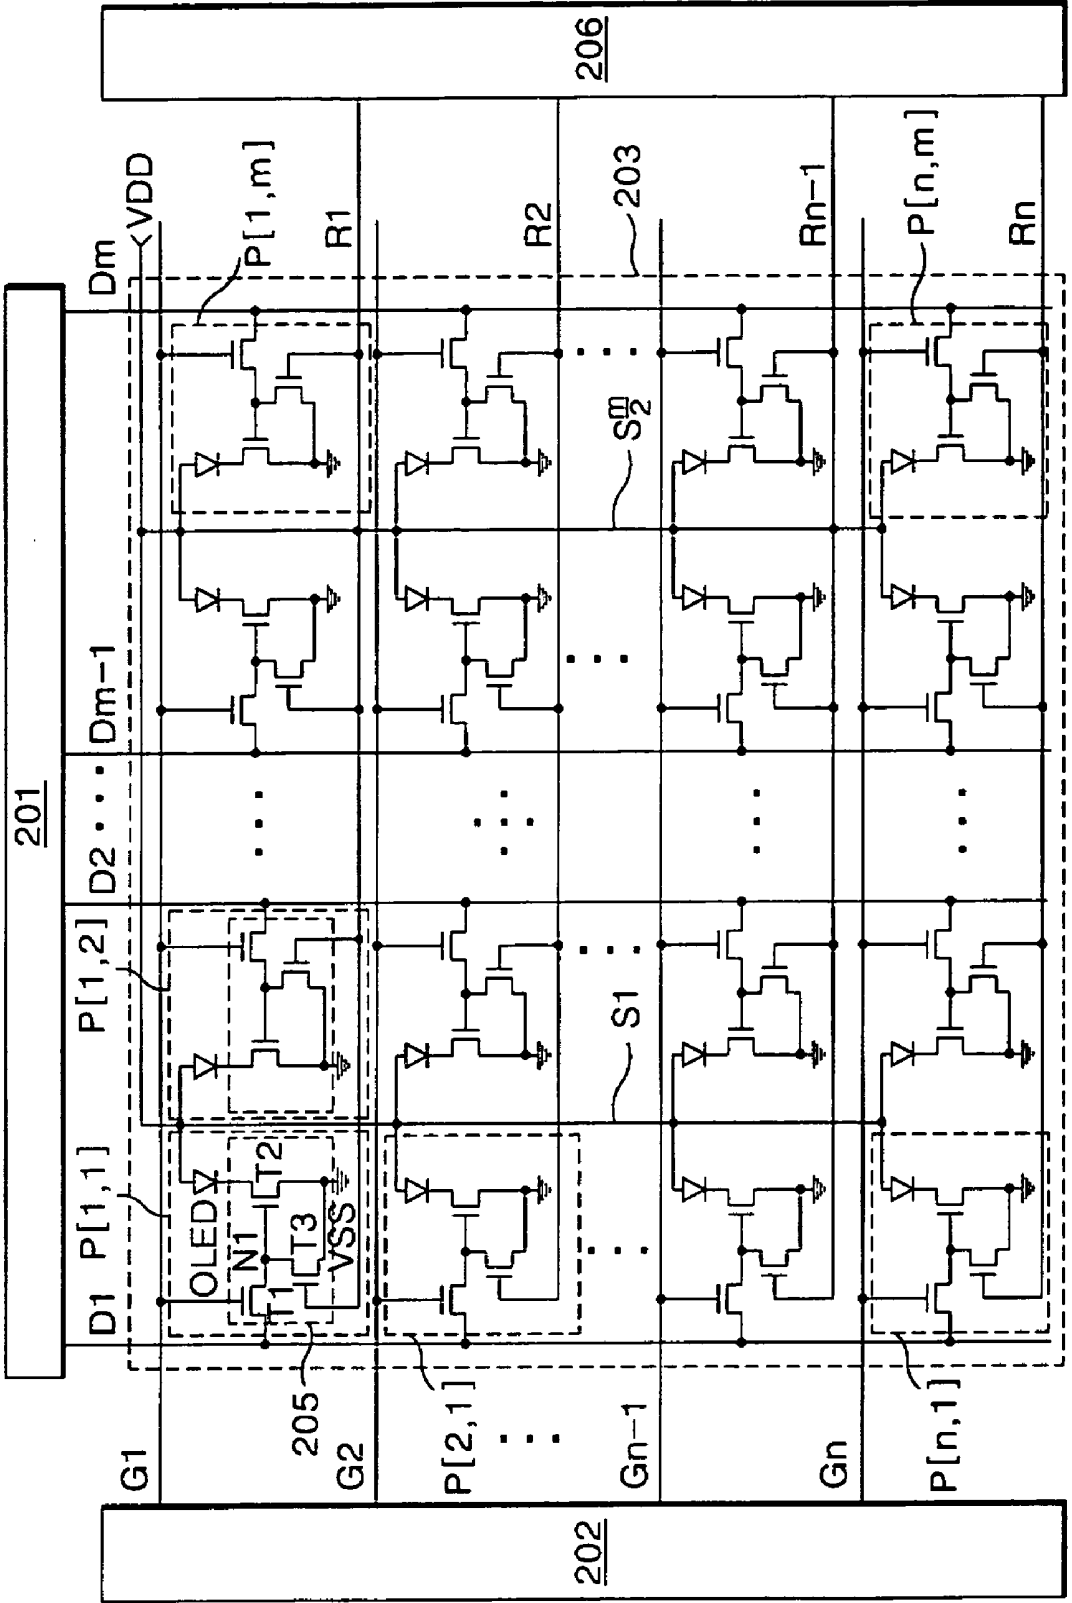 201
D1
D2
Dm-1
Dm
VDD
P[1,1]
P[1,2]
P[1,m]
G1
R1
OLED
T2
N1
T1
T3
VSS
205
G2
R2
P[2,1]
S1
S
m
2
203
Gn-1
Rn-1
Gn
Rn
P[n,1]
P[n,m]
202
206